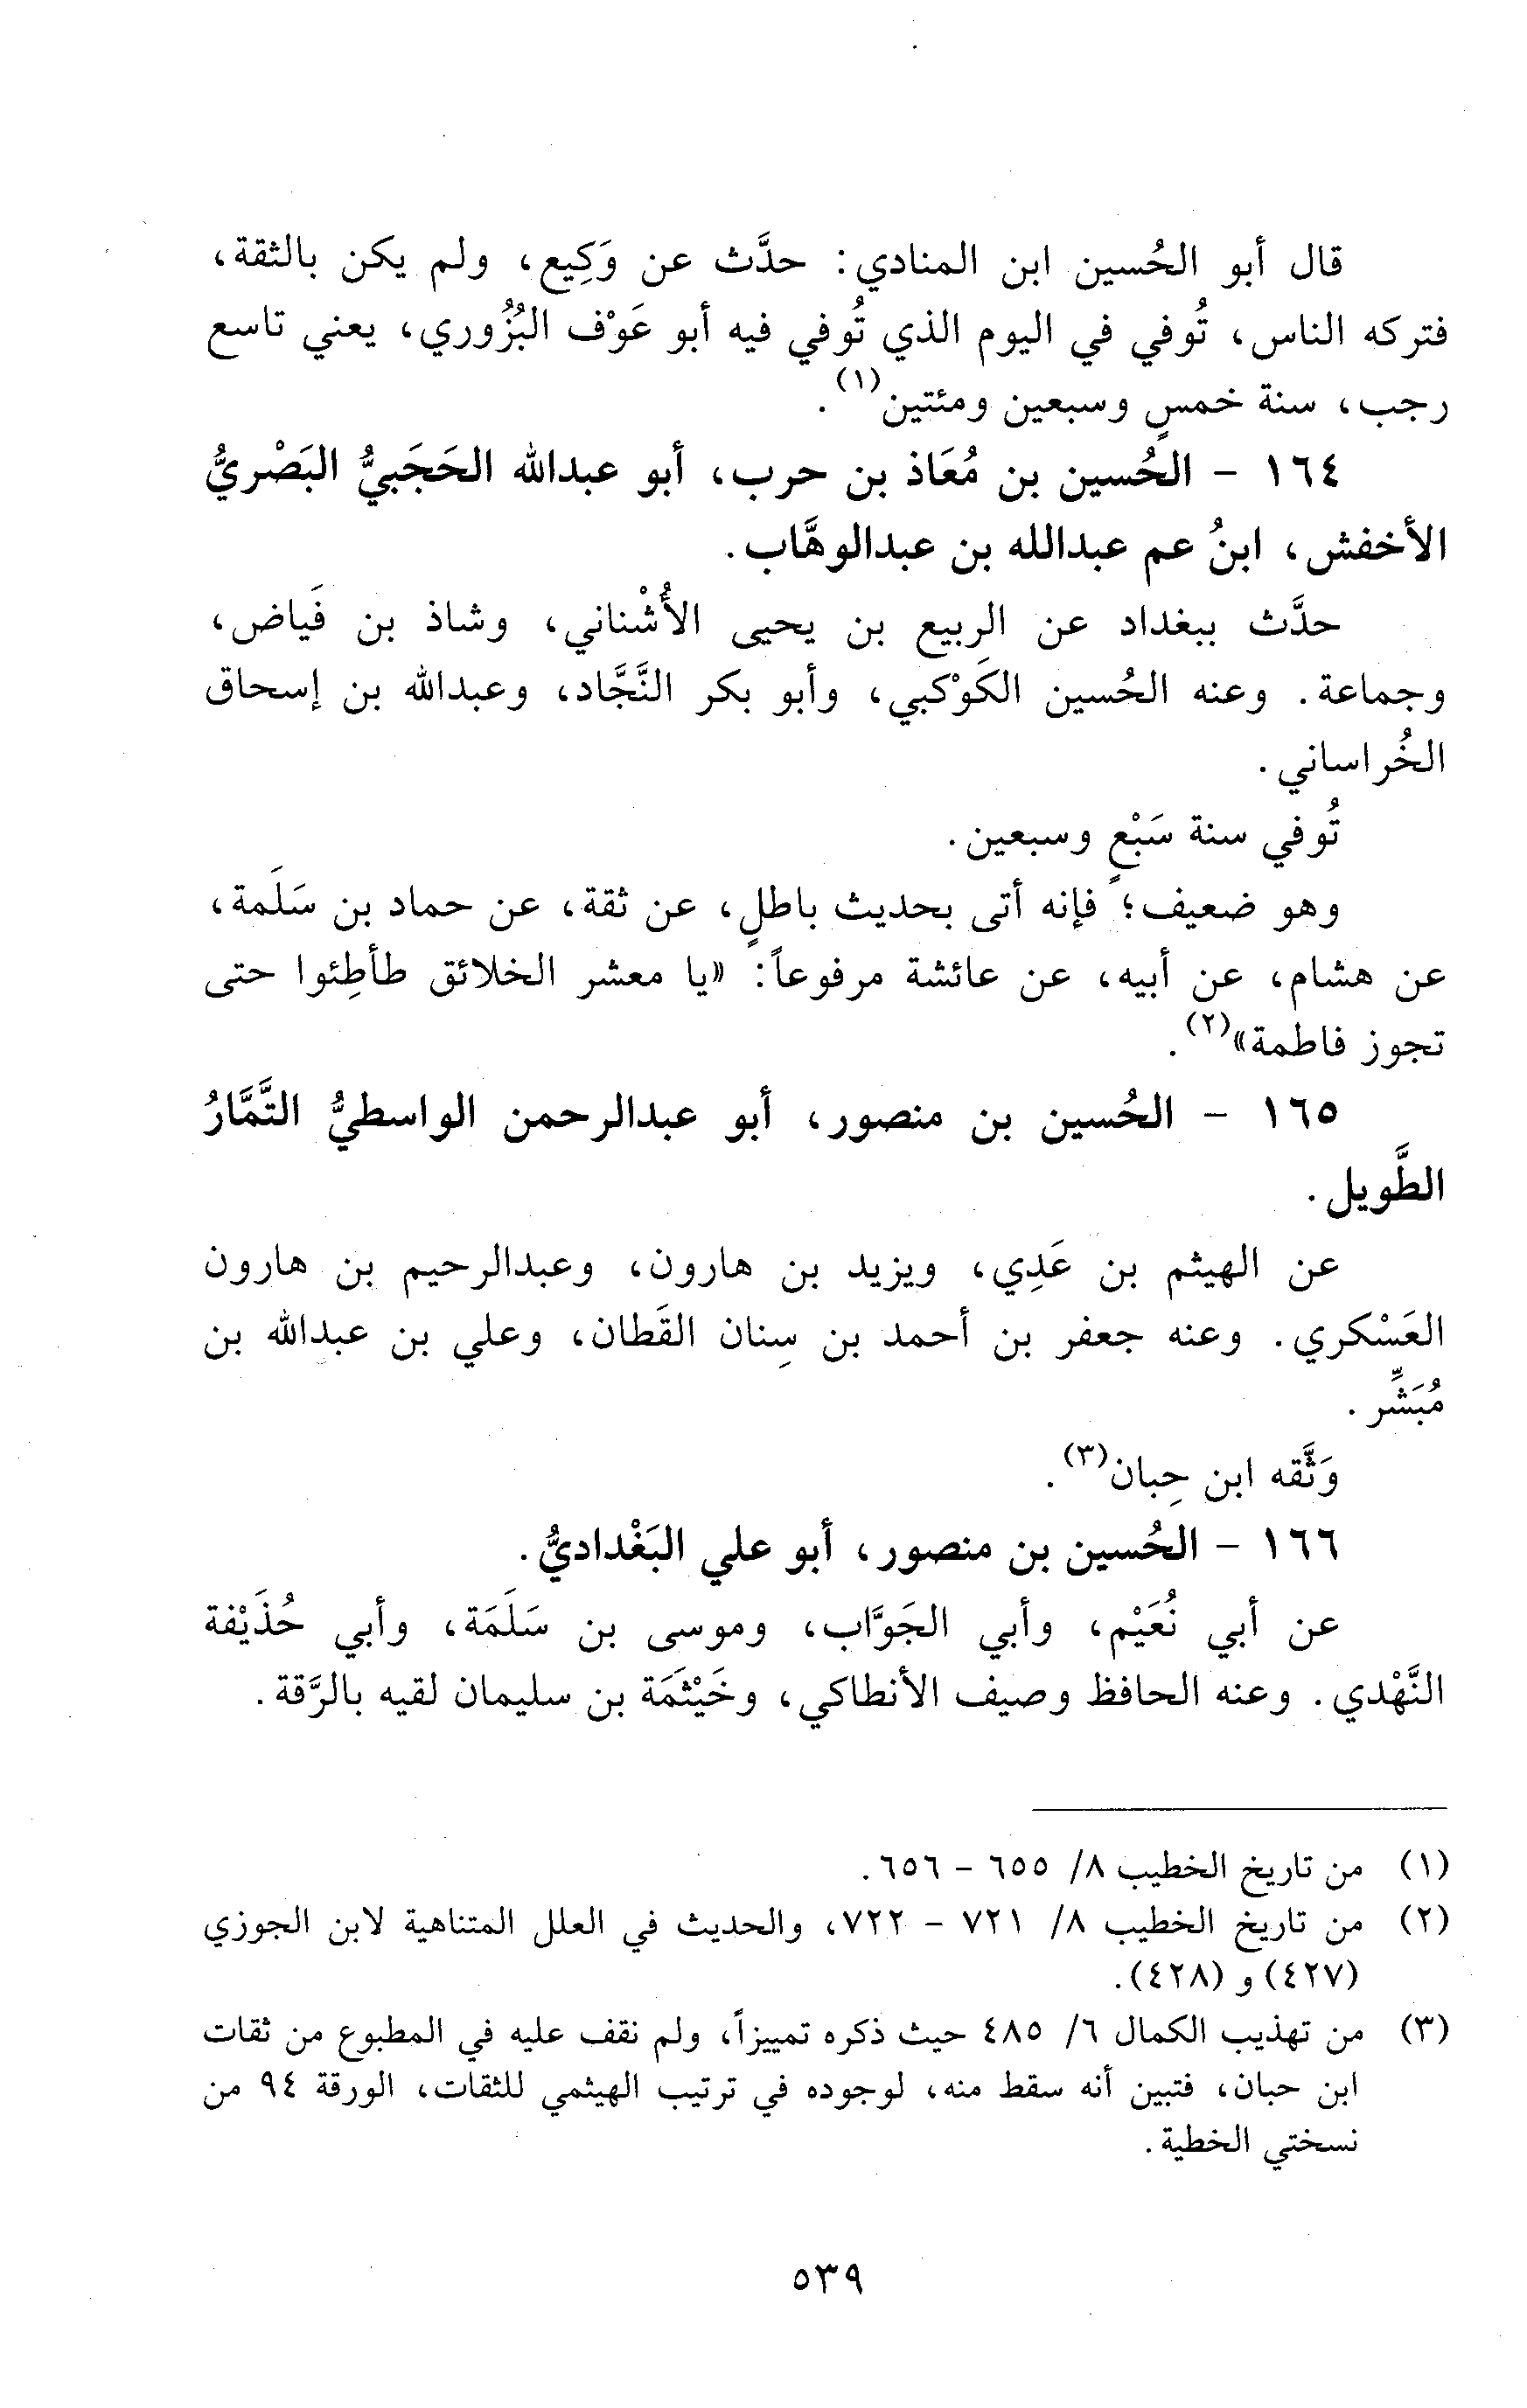 قال أبو الحُسين ابن المنادي: حدَّث عن وَكِيع، ولم يكن بالثقة،
فتركه الناس، تُوفي في اليوم الذي تُوفي فيه أبو عَوْف البُزُوري، يعني تاسع
رجب، سنة خمسٍ وسبعين ومئتين(١).
١٦٤ - الحُسين بن مُعَاذ بن حرب، أبو عبدالله الحَجَبيُّ البَصْريُّ
الأخفش، ابنُ عم عبدالله بن عبدالوهَّاب.
حدَّث ببغداد عن الربيع بن يحيى الأُشْناني، وشاذ بن فَياض،
وجماعة. وعنه الحُسين الكَوْكبي، وأبو بكر النَّجَّاد، وعبدالله بن إسحاق
الخُراساني.
تُوفي سنة سَبْعٍ وسبعين.
وهو ضعيف؛ فإنه أتى بحديث باطلٍ، عن ثقة، عن حماد بن سَلَمة،
عن هشام، عن أبيه، عن عائشة مرفوعاً: «يا معشر الخلائق طأطِئوا حتى
تجوز فاطمة»(٢).
١٦٥ - الحُسين بن منصور، أبو عبدالرحمن الواسطيُّ التَّمَّارُ
الطَّويل.
عن الهيثم بن عَدِي، ويزيد بن هارون، وعبدالرحيم بن هارون
العَسْكري. وعنه جعفر بن أحمد بن سِنان القَطان، وعلي بن عبدالله بن
مُبَشِّر.
وَثَّقه ابن حِبان(٣).
١٦٦ - الحُسين بن منصور، أبو علي البَغْداديُّ.
عن أبي نُعَيْم، وأبي الجَوَّاب، وموسى بن سَلَمَة، وأبي حُذَيْفة
النَّهْدي. وعنه الحافظ وصيف الأنطاكي، وخَيْثَمَة بن سليمان لقيه بالرَّقة.
(١) من تاريخ الخطيب ٨/ ٦٥٥ - ٦٥٦.
(٢) من تاريخ الخطيب ٨/ ٧٢١ - ٧٢٢، والحديث في العلل المتناهية لابن الجوزي
(٤٢٧) و (٤٢٨).
(٣) من تهذيب الكمال ٦/ ٤٨٥ حيث ذكره تمييزاً، ولم نقف عليه في المطبوع من ثقات
ابن حبان، فتبين أنه سقط منه، لوجوده في ترتيب الهيثمي للثقات، الورقة ٩٤ من
نسختي الخطية.
٥٣٩